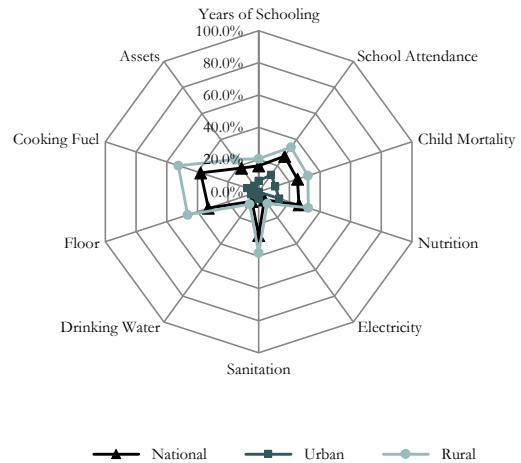 Years of Schooling
100.0%
Assets
School Attendance
80.0%
60.0%
40.0%
Cooking Fuel
Child Mortality
20.0%
0.0%
Floor
Nutrition
Drinking Water
Electricity
Sanitation
National Urban Rural